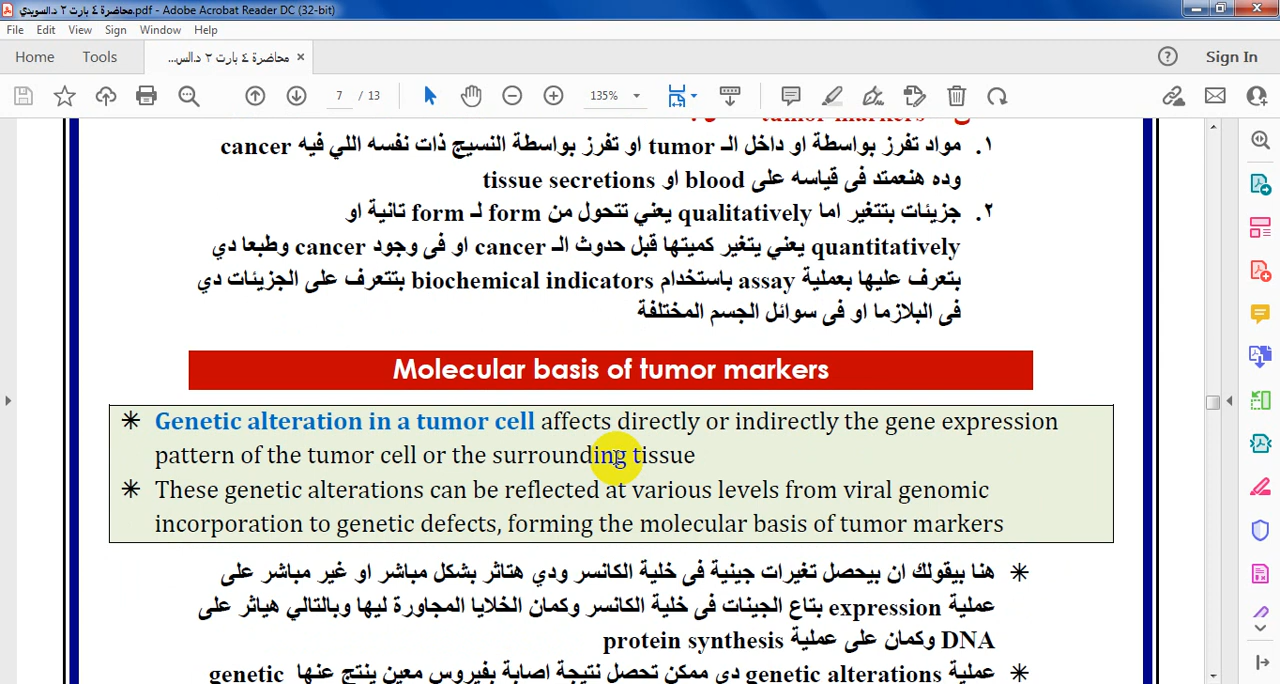 محاضرة ٤ بارت ٢ د.السويدي.pdf - Adobe Acrobat Reader DC (32-bit)
File Edit View Sign Window Help
Home Tools محاضرة ٤ بارت ٢ د.الس... × ? Sign In
7 / 13 135%
tumor markers
١. مواد تفرز بواسطة او داخل الـ tumor او تفرز بواسطة النسيج ذات نفسه اللي فيه cancer
وده هنعمتد فى قياسه على blood او tissue secretions
٢. جزيئات بتتغير اما qualitatively يعني تتحول من form لـ form تانية او
quantitatively يعني يتغير كميتها قبل حدوث الـ cancer او فى وجود cancer وطبعا دي
بتعرف عليها بعملية assay باستخدام biochemical indicators بتتعرف على الجزيئات دي
فى البلازما او فى سوائل الجسم المختلفة
Molecular basis of tumor markers
✳ Genetic alteration in a tumor cell affects directly or indirectly the gene expression
pattern of the tumor cell or the surrounding tissue
✳ These genetic alterations can be reflected at various levels from viral genomic
incorporation to genetic defects, forming the molecular basis of tumor markers
✳ هنا بيقولك ان بيحصل تغيرات جينية فى خلية الكانسر ودي هتاثر بشكل مباشر او غير مباشر على
عملية expression بتاع الجينات فى خلية الكانسر وكمان الخلايا المجاورة ليها وبالتالي هياثر على
DNA وكمان على عملية protein synthesis
✳ عملية genetic alterations دي ممكن تحصل نتيجة اصابة بفيروس معين ينتج عنها genetic